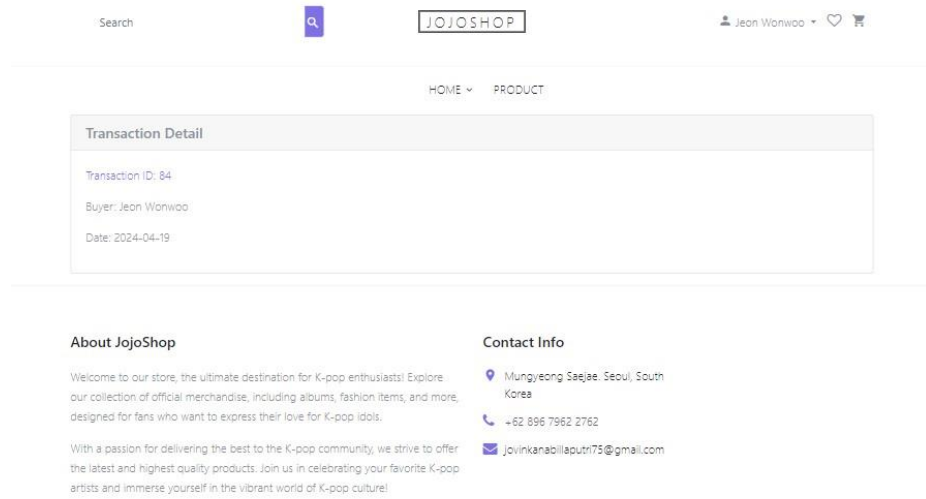 Search
JOJOSHOP
Jeon Wonwoo
HOME
PRODUCT
Transaction Detail
Transaction ID: 84
Buyer: Jeon Wonwoo
Date: 2024-04-19
About JojoShop
Welcome to our store, the ultimate destination for K-pop enthusiasts! Explore
our collection of official merchandise, including albums, fashion items, and more,
designed for fans who want to express their love for K-pop idols.
With a passion for delivering the best to the K-pop community, we strive to offer
the latest and highest quality products. Join us in celebrating your favorite K-pop
artists and immerse yourself in the vibrant world of K-pop culture!
Contact Info
Mungyeong Saejae. Seoul, South
Korea
+62 896 7962 2762
jovinkanabillaputri75@gmail.com